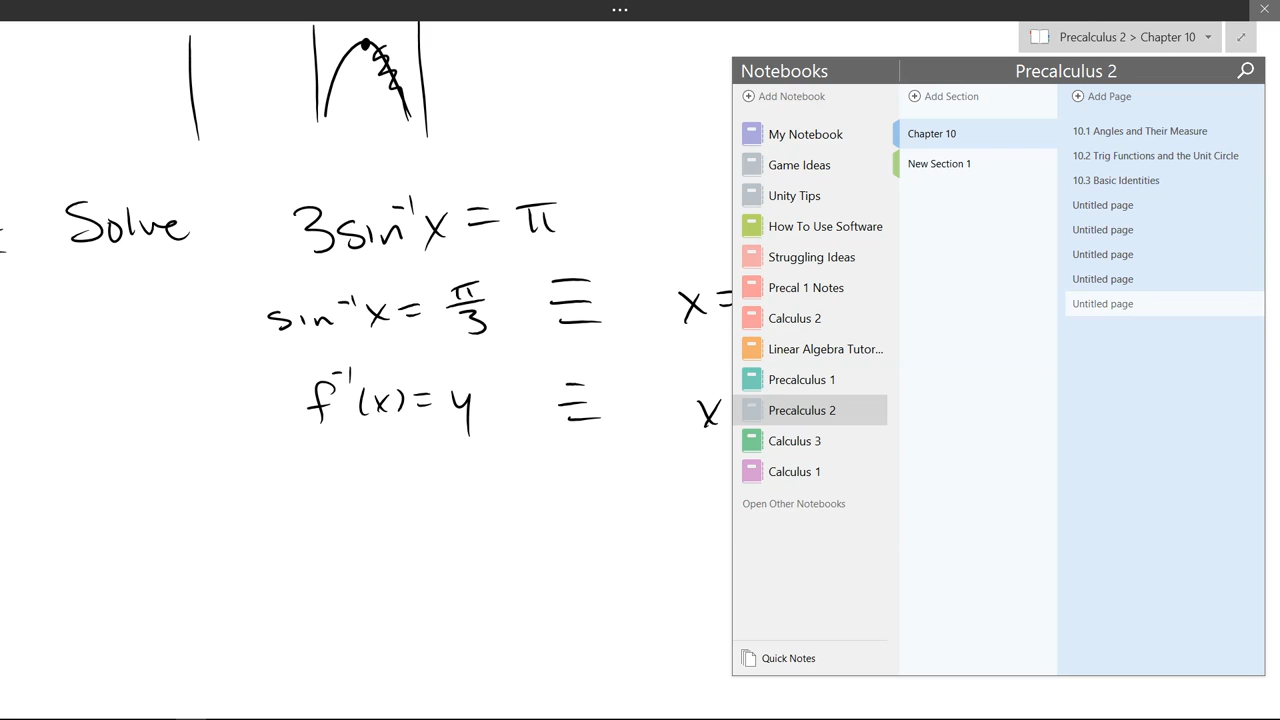 Precalculus 2 > Chapter 10
Notebooks
Precalculus 2
Add Notebook
Add Section
Add Page
My Notebook
Game Ideas
Unity Tips
How To Use Software
Struggling Ideas
Precal 1 Notes
Calculus 2
Linear Algebra Tutor...
Precalculus 1
Precalculus 2
Calculus 3
Calculus 1
Open Other Notebooks
Quick Notes
Chapter 10
New Section 1
10.1 Angles and Their Measure
10.2 Trig Functions and the Unit Circle
10.3 Basic Identities
Untitled page
Untitled page
Untitled page
Untitled page
Untitled page
Solve 3sin⁻¹x = π
sin⁻¹x = π/3 ≡ x =
f⁻¹(x) = y ≡ x